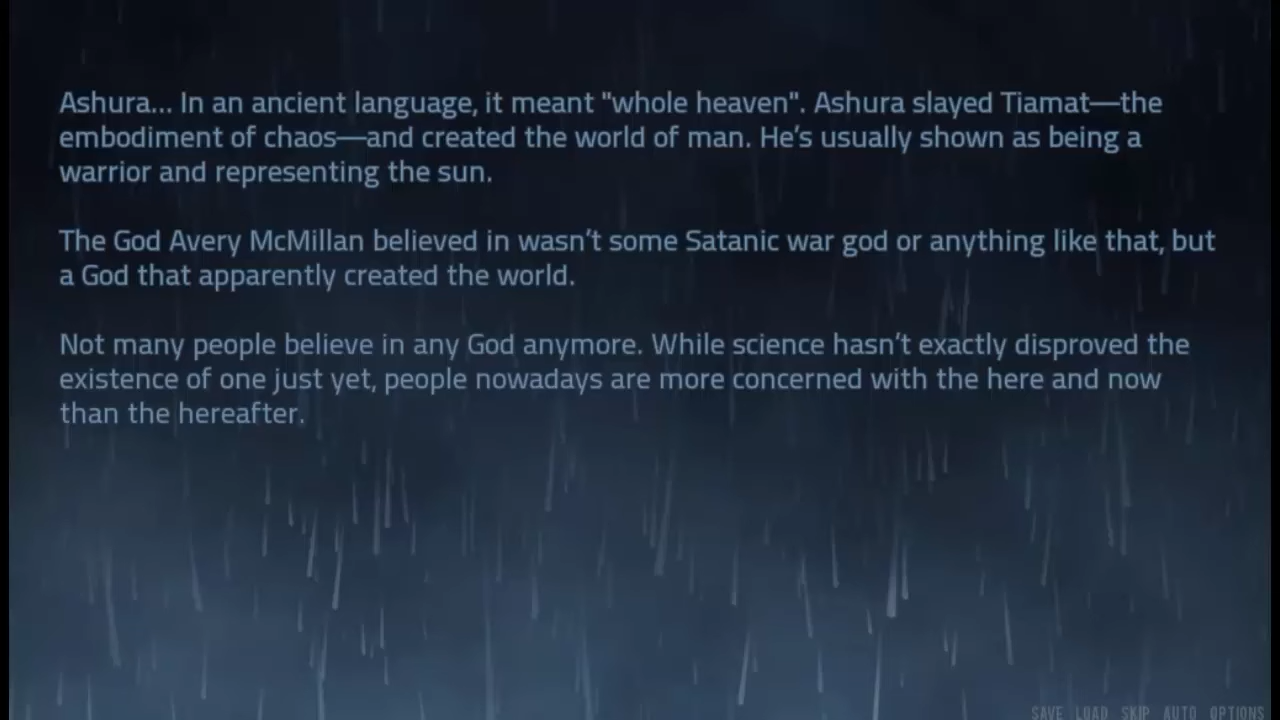 Ashura... In an ancient language, it meant "whole heaven". Ashura slayed Tiamat—the
embodiment of chaos—and created the world of man. He's usually shown as being a
warrior and representing the sun.
The God Avery McMillan believed in wasn't some Satanic war god or anything like that, but
a God that apparently created the world.
Not many people believe in any God anymore. While science hasn't exactly disproved the
existence of one just yet, people nowadays are more concerned with the here and now
than the hereafter.
SAVE LOAD SKIP AUTO OPTIONS